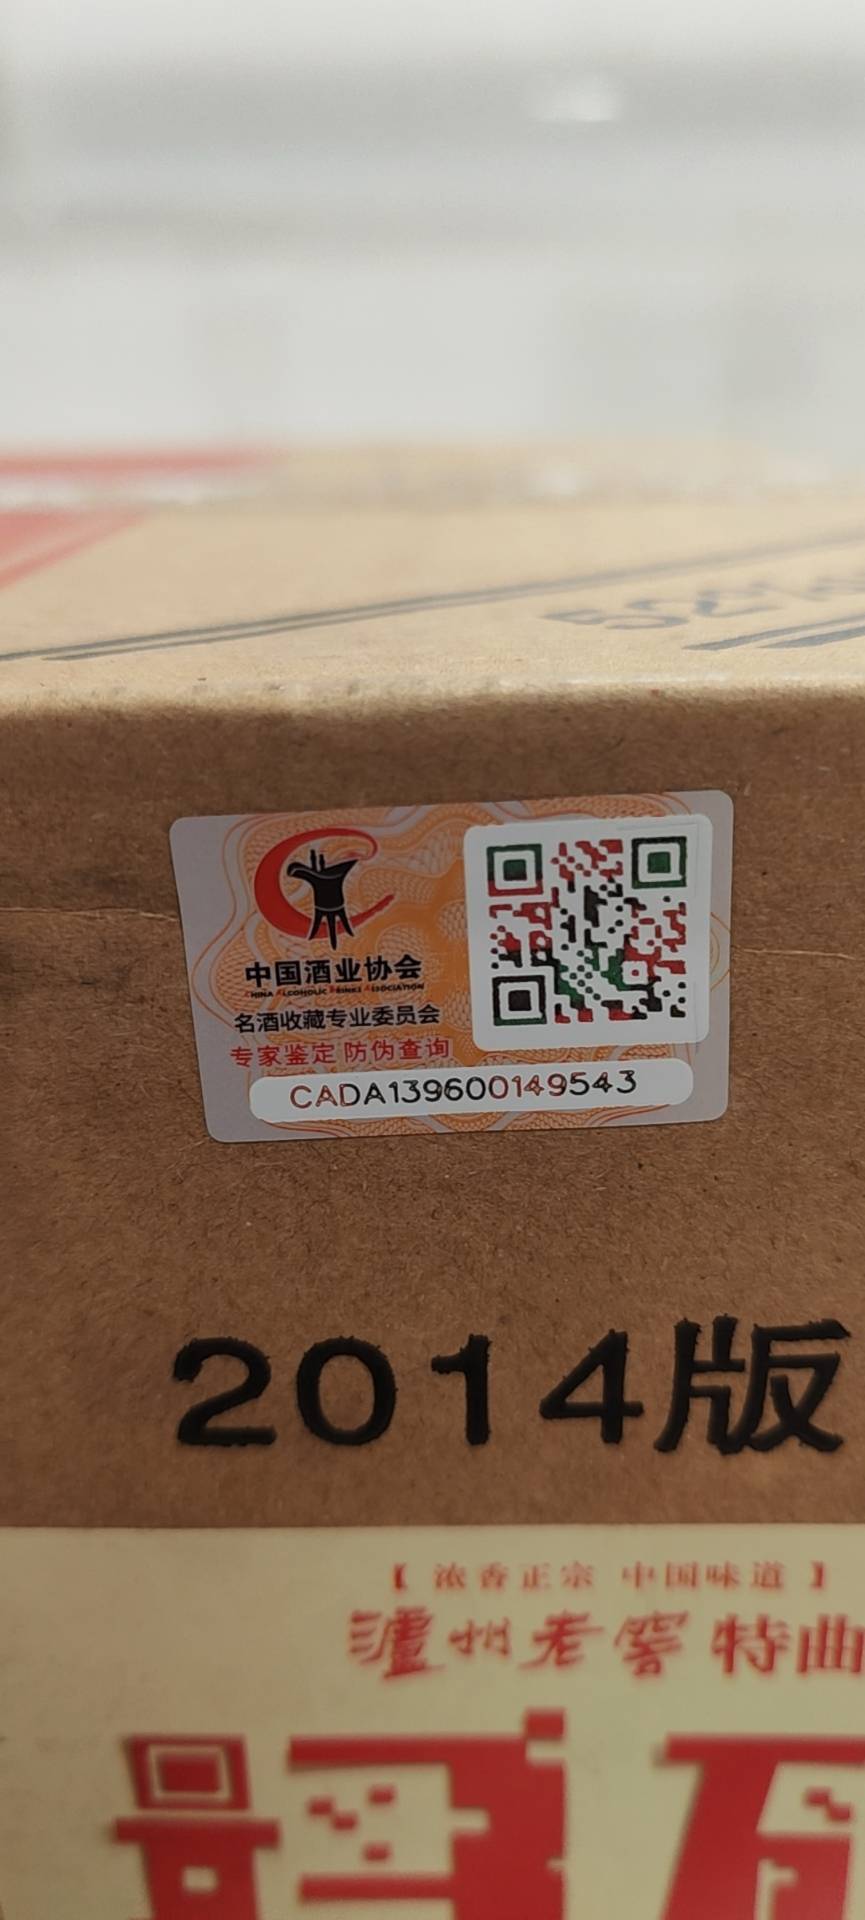 中国酒业协会
CHINA ALCOHOLIC DRINKS ASSOCIATION
名酒收藏专业委员会
专家鉴定 防伪查询
CADA139600149543
2014版
【浓香正宗 中国味道】
泸州老窖特曲